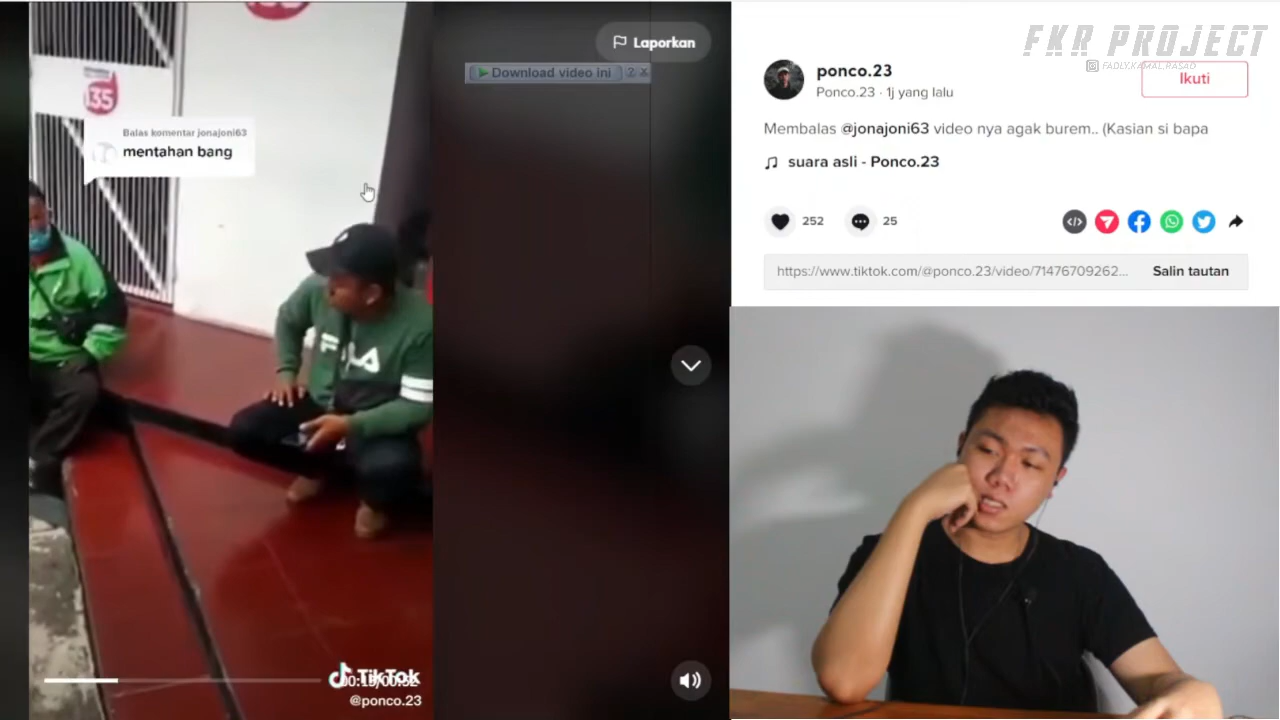 135
Balas komentar jonajoni63
mentahan bang
FILA
TikTok
@ponco.23
Laporkan
Download video ini
? x
FKR PROJECT
FADLY.KAMAL.RASAD
ponco.23
Ponco.23 · 1j yang lalu
Ikuti
Membalas @jonajoni63 video nya agak burem.. (Kasian si bapa
suara asli - Ponco.23
252
25
https://www.tiktok.com/@ponco.23/video/71476709262...
Salin tautan